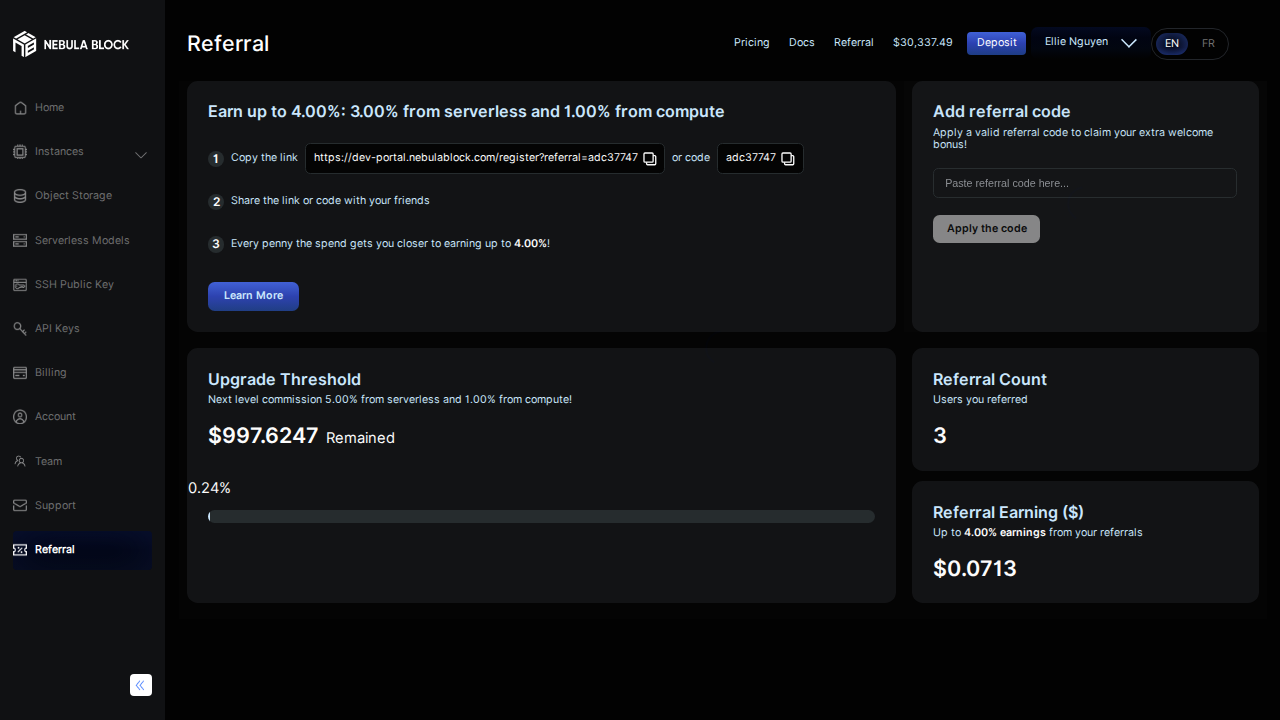 NEBULA BLOCK
Home
Instances
Object Storage
Serverless Models
SSH Public Key
API Keys
Billing
Account
Team
Support
Referral
Referral
Pricing Docs Referral $30,337.49 Deposit Ellie Nguyen EN FR
Earn up to 4.00%: 3.00% from serverless and 1.00% from compute
1 Copy the link https://dev-portal.nebulablock.com/register?referral=adc37747 or code adc37747
2 Share the link or code with your friends
3 Every penny the spend gets you closer to earning up to 4.00%!
Learn More
Add referral code
Apply a valid referral code to claim your extra welcome
bonus!
Paste referral code here...
Apply the code
Upgrade Threshold
Next level commission 5.00% from serverless and 1.00% from compute!
$997.6247 Remained
0.24%
Referral Count
Users you referred
3
Referral Earning ($)
Up to 4.00% earnings from your referrals
$0.0713